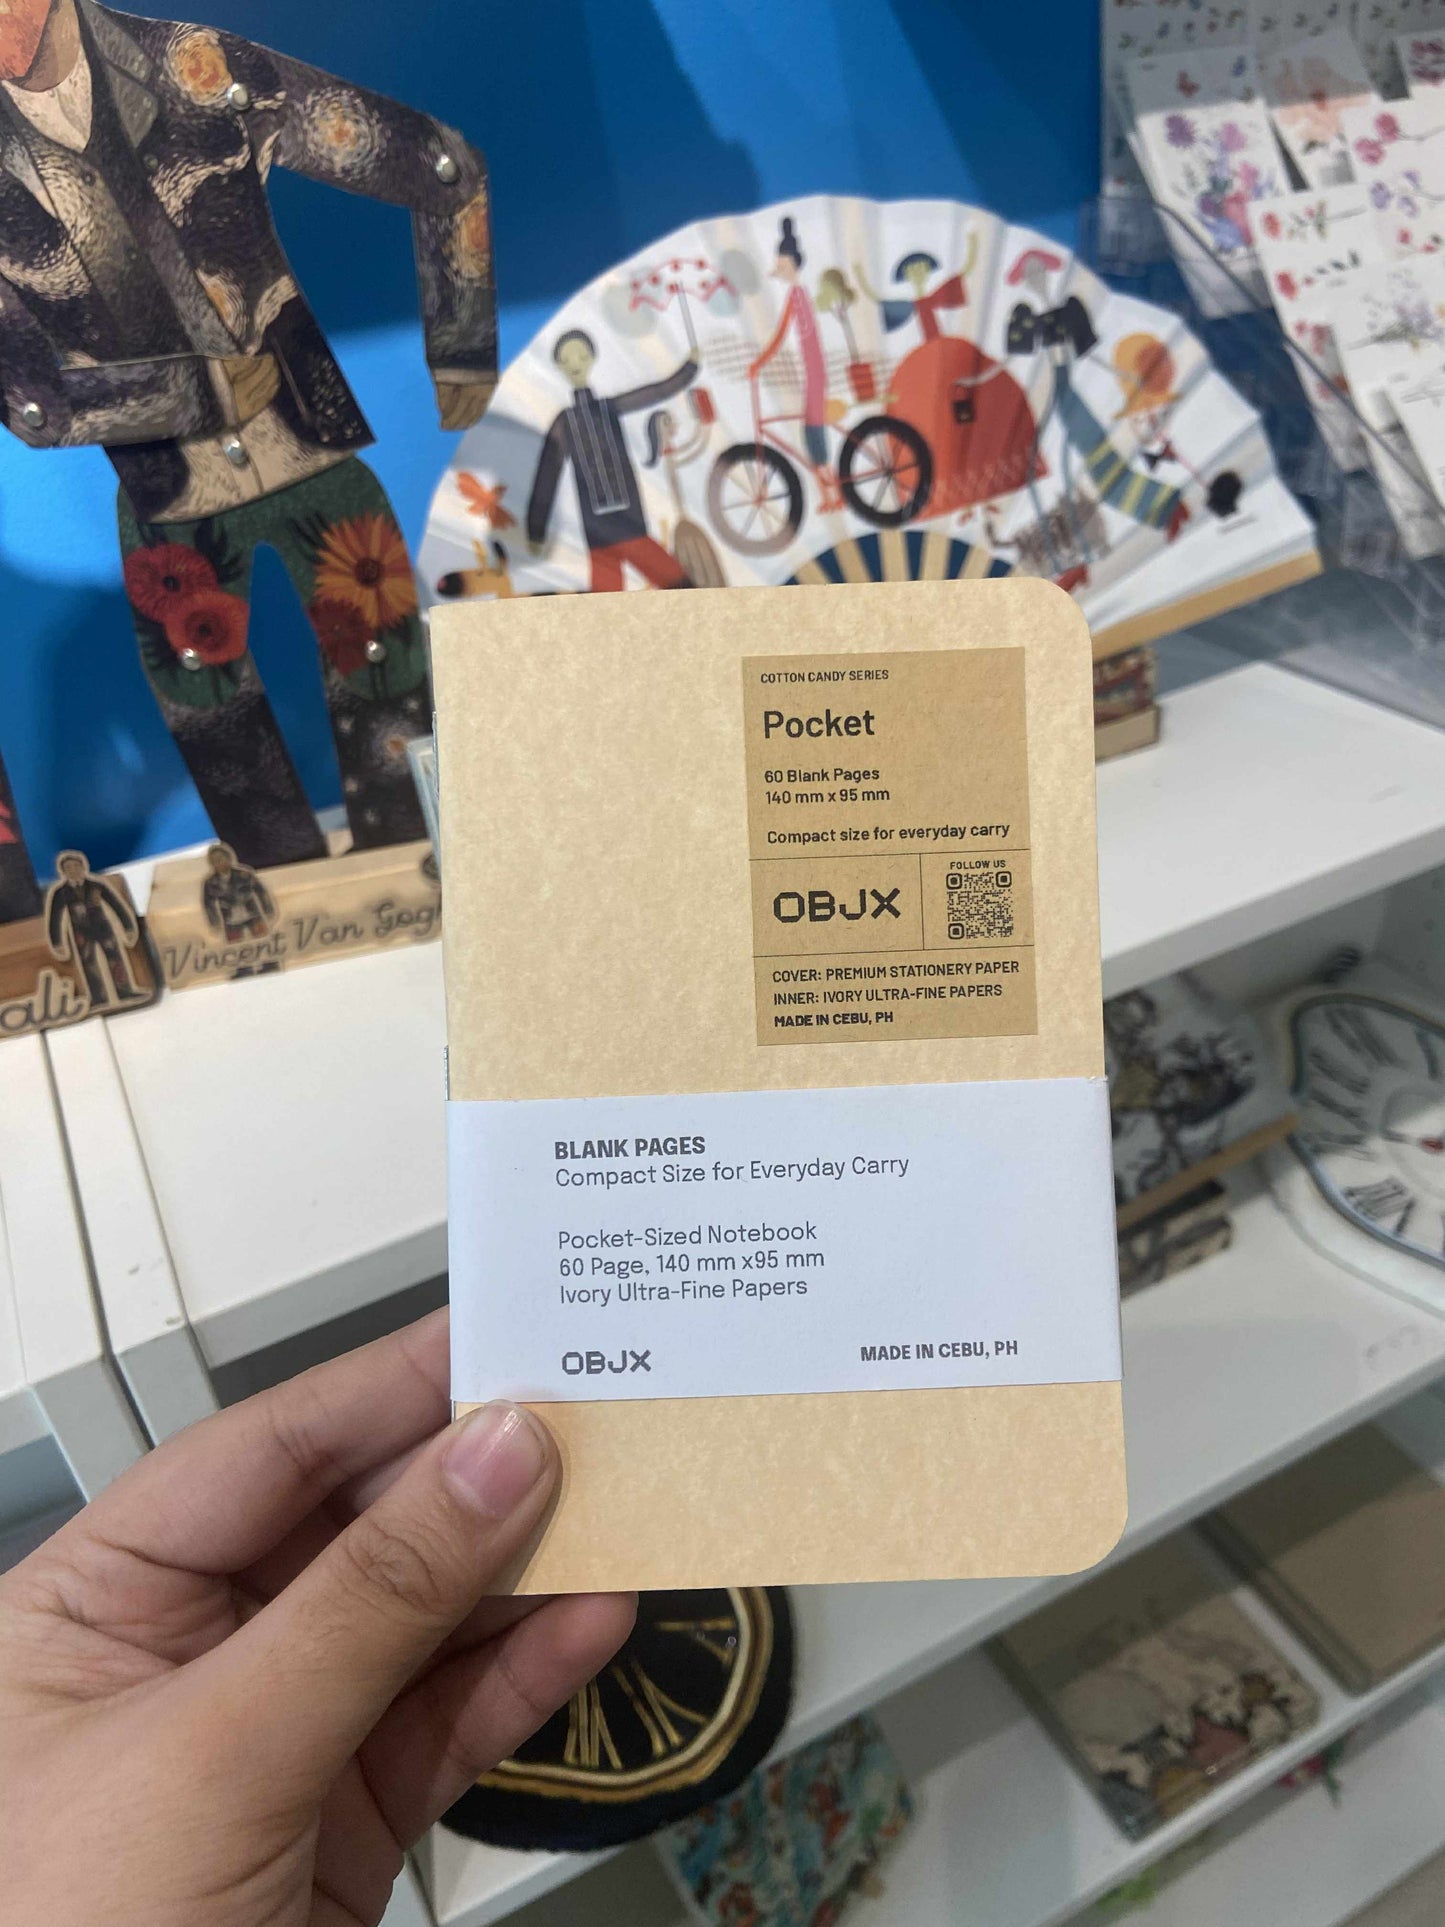 COTTON CANDY SERIES
Pocket
60 Blank Pages
140 mm x 95 mm
Compact size for everyday carry
OBJX
FOLLOW US
COVER: PREMIUM STATIONERY PAPER
INNER: IVORY ULTRA-FINE PAPERS
MADE IN CEBU, PH
BLANK PAGES
Compact Size for Everyday Carry
Pocket-Sized Notebook
60 Page, 140 mm x95 mm
Ivory Ultra-Fine Papers
OBJX
MADE IN CEBU, PH
Vincent Van Gogh
ali